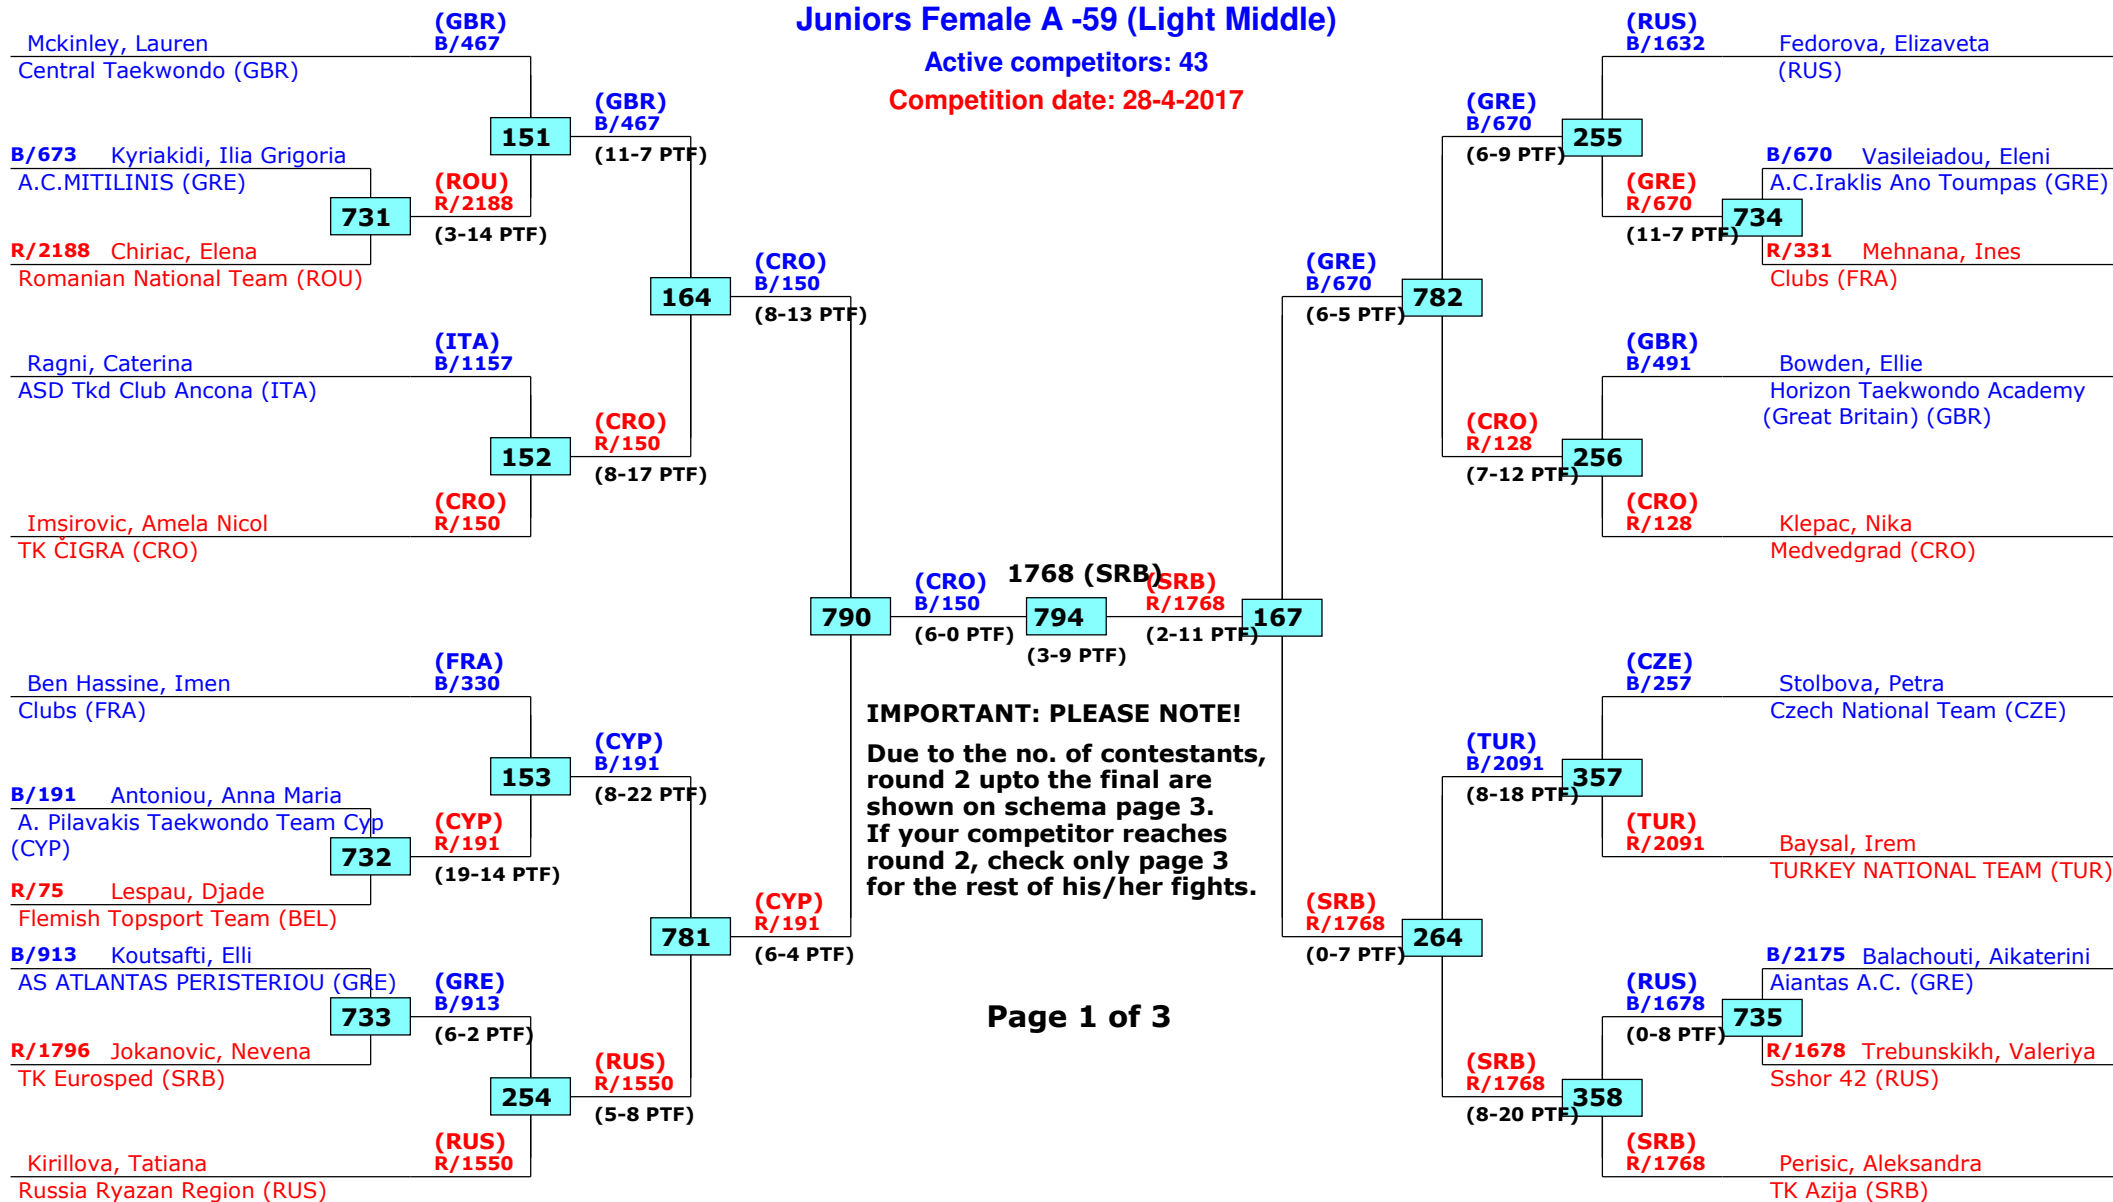 Juniors Female A -59 (Light Middle)
Active competitors: 43
Competition date: 28-4-2017
Mckinley, Lauren
Central Taekwondo (GBR)
(GBR)
B/467
B/673 Kyriakidi, Ilia Grigoria
A.C.MITILINIS (GRE)
731
R/2188 Chiriac, Elena
Romanian National Team (ROU)
(ROU)
R/2188
(3-14 PTF)
151
(GBR)
B/467
(11-7 PTF)
Ragni, Caterina
ASD Tkd Club Ancona (ITA)
(ITA)
B/1157
152
Imsirovic, Amela Nicol
TK ČIGRA (CRO)
(CRO)
R/150
(CRO)
R/150
(8-17 PTF)
164
(CRO)
B/150
(8-13 PTF)
Ben Hassine, Imen
Clubs (FRA)
(FRA)
B/330
B/191 Antoniou, Anna Maria
A. Pilavakis Taekwondo Team Cyp
(CYP)
732
R/75 Lespau, Djade
Flemish Topsport Team (BEL)
(CYP)
R/191
(19-14 PTF)
153
(CYP)
B/191
(8-22 PTF)
B/913 Koutsafti, Elli
AS ATLANTAS PERISTERIOU (GRE)
733
R/1796 Jokanovic, Nevena
TK Eurosped (SRB)
(GRE)
B/913
(6-2 PTF)
254
Kirillova, Tatiana
Russia Ryazan Region (RUS)
(RUS)
R/1550
(RUS)
R/1550
(5-8 PTF)
781
(CYP)
R/191
(6-4 PTF)
790
(CRO)
B/150
(6-0 PTF)
1768 (SRB)
794
(3-9 PTF)
(SRB)
R/1768
(2-11 PTF)
167
IMPORTANT: PLEASE NOTE!
Due to the no. of contestants,
round 2 upto the final are
shown on schema page 3.
If your competitor reaches
round 2, check only page 3
for the rest of his/her fights.
Page 1 of 3
(RUS)
B/1632
Fedorova, Elizaveta
(RUS)
(GRE)
B/670
(6-9 PTF)
255
B/670 Vasileiadou, Eleni
A.C.Iraklis Ano Toumpas (GRE)
(GRE)
R/670
(11-7 PTF)
734
R/331 Mehnana, Ines
Clubs (FRA)
(GRE)
B/670
(6-5 PTF)
782
(GBR)
B/491
Bowden, Ellie
Horizon Taekwondo Academy
(Great Britain) (GBR)
(CRO)
R/128
(7-12 PTF)
256
(CRO)
R/128
Klepac, Nika
Medvedgrad (CRO)
(CZE)
B/257
Stolbova, Petra
Czech National Team (CZE)
(TUR)
B/2091
(8-18 PTF)
357
(TUR)
R/2091
Baysal, Irem
TURKEY NATIONAL TEAM (TUR)
(SRB)
R/1768
(0-7 PTF)
264
B/2175 Balachouti, Aikaterini
Aiantas A.C. (GRE)
(RUS)
B/1678
(0-8 PTF)
735
R/1678 Trebunskikh, Valeriya
Sshor 42 (RUS)
(SRB)
R/1768
(8-20 PTF)
358
(SRB)
R/1768
Perisic, Aleksandra
TK Azija (SRB)